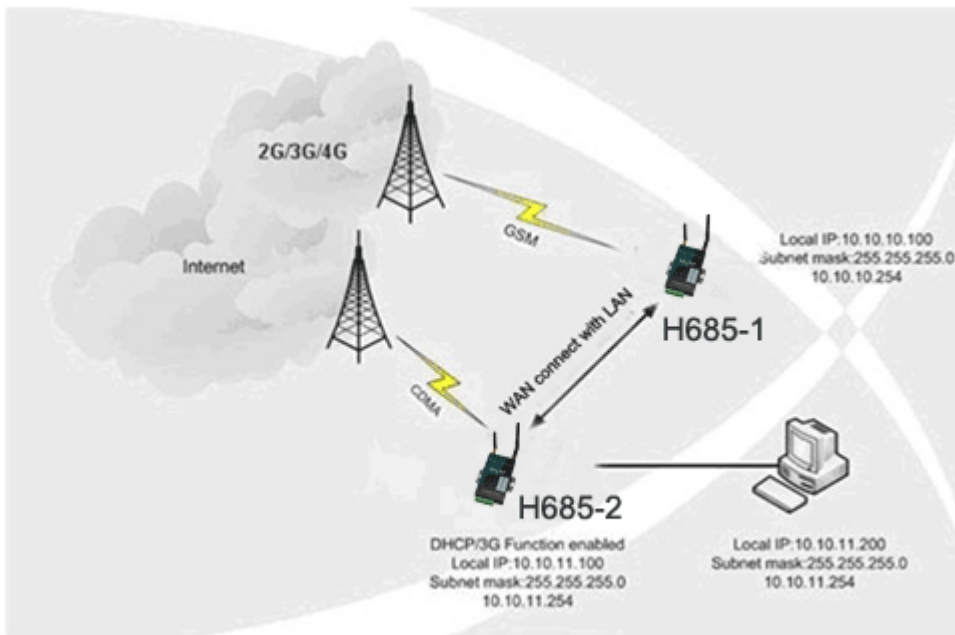 2G/3G/4G
Internet
GSM
Local IP:10.10.10.100
Subnet mask:255.255.255.0
10.10.10.254
H685-1
WAN connect with LAN
CDMA
H685-2
DHCP/3G Function enabled
Local IP:10.10.11.100
Subnet mask:255.255.255.0
10.10.11.254
Local IP:10.10.11.200
Subnet mask:255.255.255.0
10.10.11.254